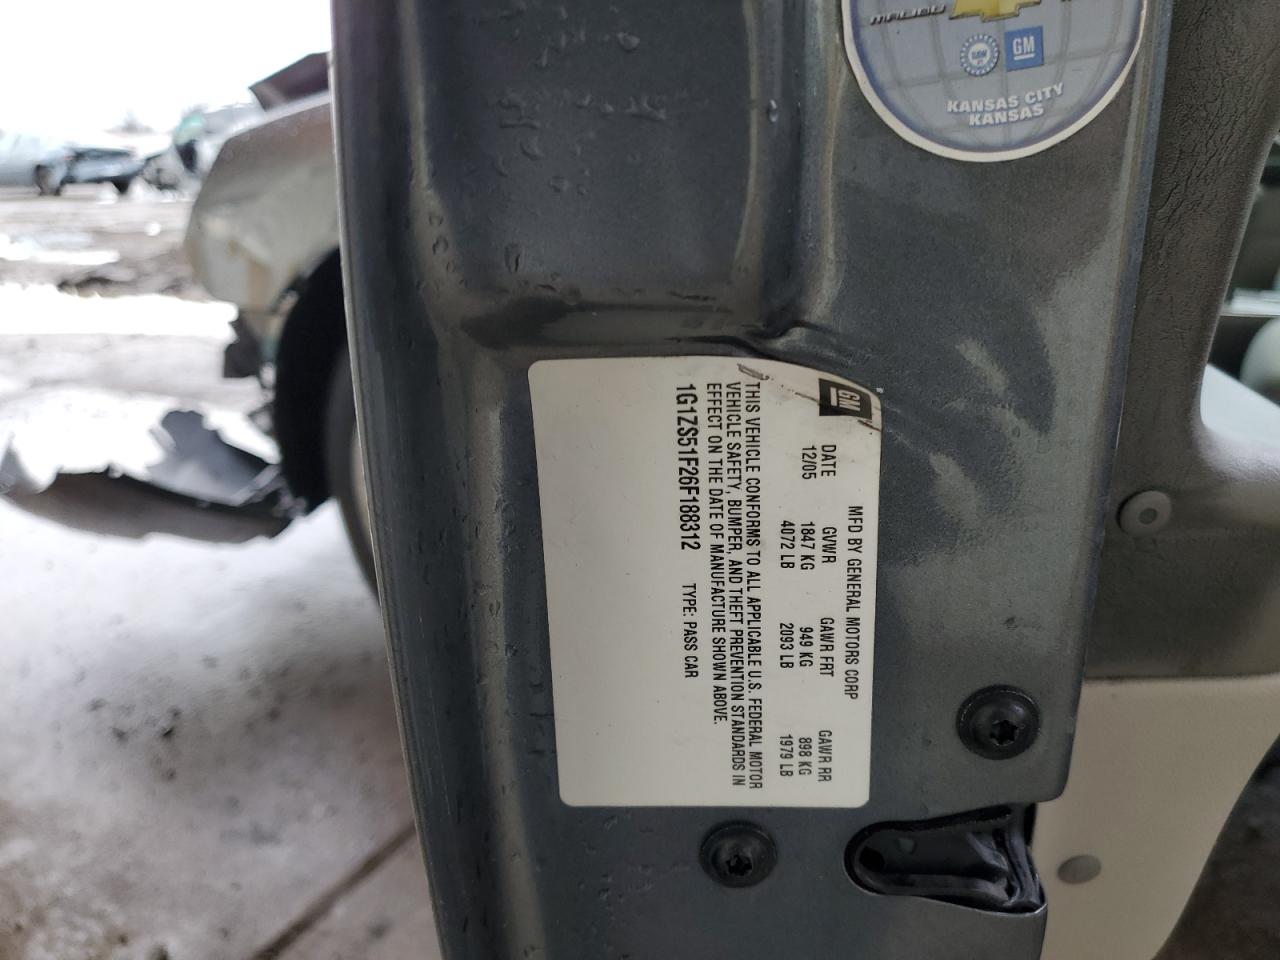 MALIBU
GM
KANSAS CITY
KANSAS
GM
MFD BY GENERAL MOTORS CORP
DATE GVWR GAWR FRT GAWR RR
12/05 1847 KG 949 KG 898 KG
4072 LB 2093 LB 1979 LB
THIS VEHICLE CONFORMS TO ALL APPLICABLE U.S. FEDERAL MOTOR
VEHICLE SAFETY, BUMPER, AND THEFT PREVENTION STANDARDS IN
EFFECT ON THE DATE OF MANUFACTURE SHOWN ABOVE.
1G1ZS51F26F188312 TYPE: PASS CAR